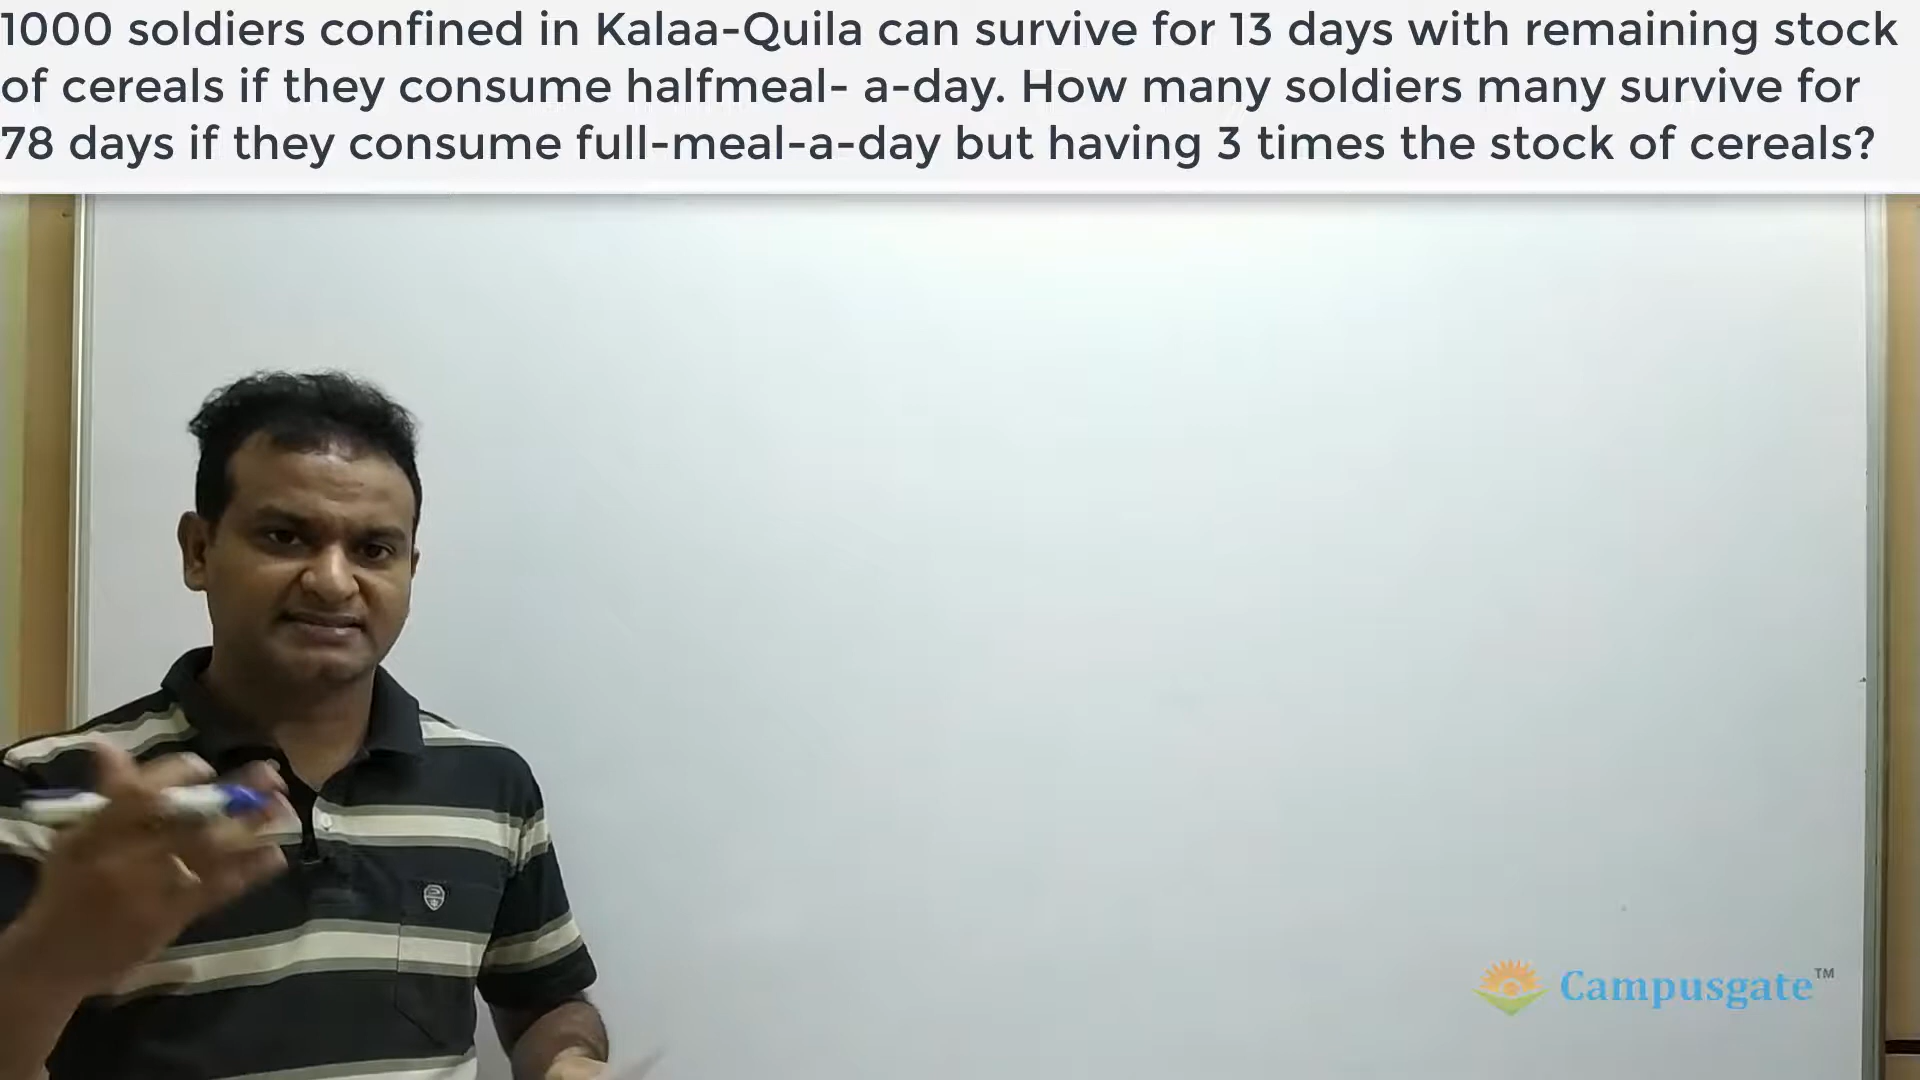 1000 soldiers confined in Kalaa-Quila can survive for 13 days with remaining stock
of cereals if they consume halfmeal- a-day. How many soldiers many survive for
78 days if they consume full-meal-a-day but having 3 times the stock of cereals?
Campusgate™